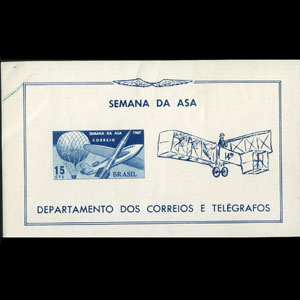 SEMANA DA ASA
SEMANA DA ASA 1967
CORREIO
15
CTS
BRASIL
14
DEPARTAMENTO DOS CORREIOS E TELÉGRAFOS